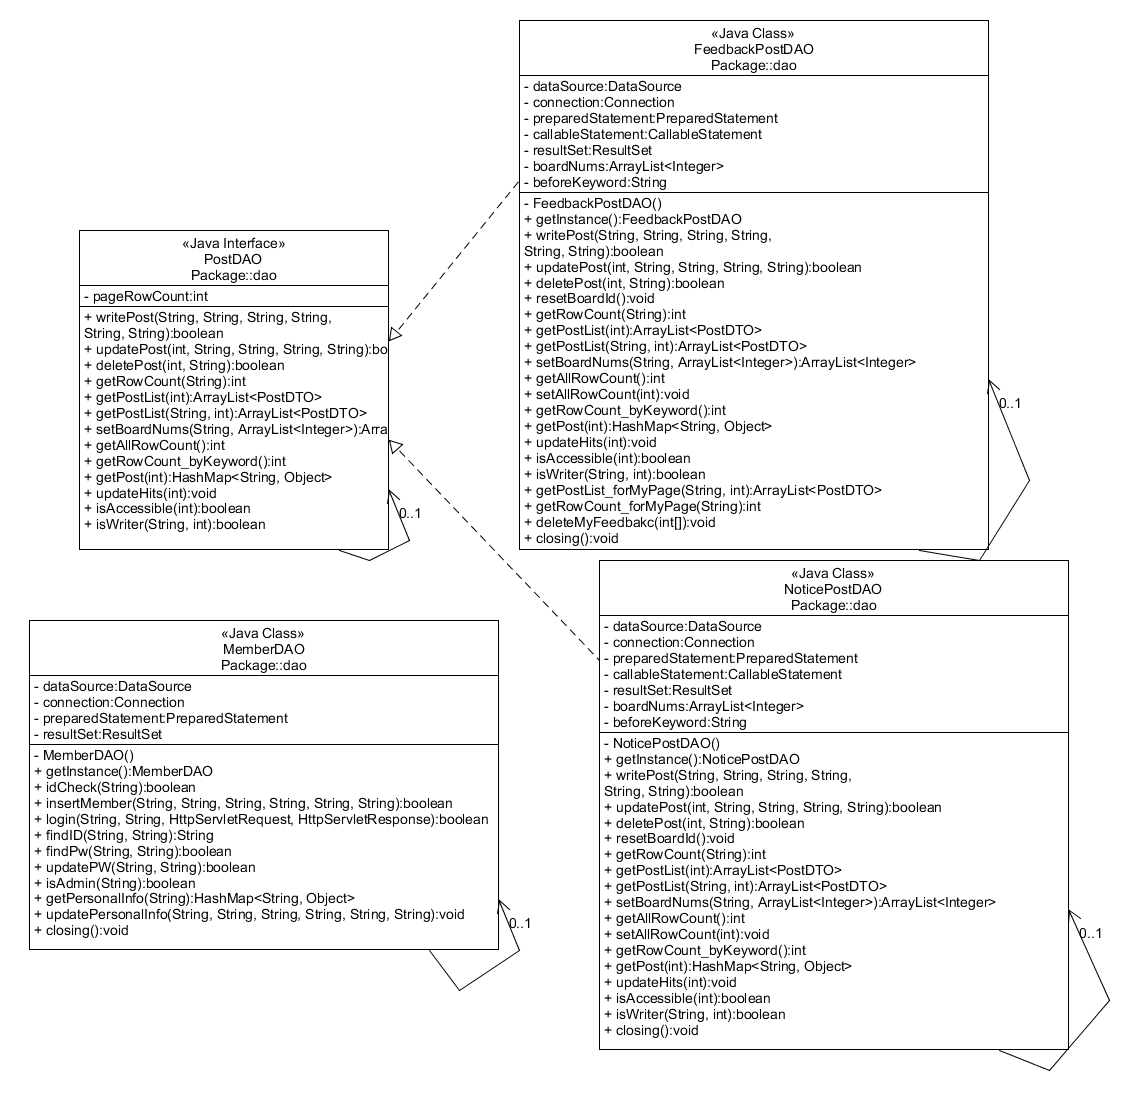 «Java Class»
FeedbackPostDAO
Package::dao
- dataSource:DataSource
- connection:Connection
- preparedStatement:PreparedStatement
- callableStatement:CallableStatement
- resultSet:ResultSet
- boardNums:ArrayList<Integer>
- beforeKeyword:String
- FeedbackPostDAO()
+ getInstance():FeedbackPostDAO
+ writePost(String, String, String, String,
String, String):boolean
+ updatePost(int, String, String, String, String):boolean
+ deletePost(int, String):boolean
+ resetBoardId():void
+ getRowCount(String):int
+ getPostList(int):ArrayList<PostDTO>
+ getPostList(String, int):ArrayList<PostDTO>
+ setBoardNums(String, ArrayList<Integer>):ArrayList<Integer>
+ getAllRowCount():int
+ setAllRowCount(int):void
+ getRowCount_byKeyword():int
+ getPost(int):HashMap<String, Object>
+ updateHits(int):void
+ isAccessible(int):boolean
+ isWriter(String, int):boolean
+ getPostList_forMyPage(String, int):ArrayList<PostDTO>
+ getRowCount_forMyPage(String):int
+ deleteMyFeedbakc(int[]):void
+ closing():void
0..1
«Java Interface»
PostDAO
Package::dao
- pageRowCount:int
+ writePost(String, String, String, String,
String, String):boolean
+ updatePost(int, String, String, String, String):bo
+ deletePost(int, String):boolean
+ getRowCount(String):int
+ getPostList(int):ArrayList<PostDTO>
+ getPostList(String, int):ArrayList<PostDTO>
+ setBoardNums(String, ArrayList<Integer>):Arra
+ getAllRowCount():int
+ getRowCount_byKeyword():int
+ getPost(int):HashMap<String, Object>
+ updateHits(int):void
+ isAccessible(int):boolean
+ isWriter(String, int):boolean
0..1
«Java Class»
MemberDAO
Package::dao
- dataSource:DataSource
- connection:Connection
- preparedStatement:PreparedStatement
- resultSet:ResultSet
- MemberDAO()
+ getInstance():MemberDAO
+ idCheck(String):boolean
+ insertMember(String, String, String, String, String, String):boolean
+ login(String, String, HttpServletRequest, HttpServletResponse):boolean
+ findID(String, String):String
+ findPw(String, String):boolean
+ updatePW(String, String):boolean
+ isAdmin(String):boolean
+ getPersonalInfo(String):HashMap<String, Object>
+ updatePersonalInfo(String, String, String, String, String, String):void
+ closing():void
0..1
«Java Class»
NoticePostDAO
Package::dao
- dataSource:DataSource
- connection:Connection
- preparedStatement:PreparedStatement
- callableStatement:CallableStatement
- resultSet:ResultSet
- boardNums:ArrayList<Integer>
- beforeKeyword:String
- NoticePostDAO()
+ getInstance():NoticePostDAO
+ writePost(String, String, String, String,
String, String):boolean
+ updatePost(int, String, String, String, String):boolean
+ deletePost(int, String):boolean
+ resetBoardId():void
+ getRowCount(String):int
+ getPostList(int):ArrayList<PostDTO>
+ getPostList(String, int):ArrayList<PostDTO>
+ setBoardNums(String, ArrayList<Integer>):ArrayList<Integer>
+ getAllRowCount():int
+ setAllRowCount(int):void
+ getRowCount_byKeyword():int
+ getPost(int):HashMap<String, Object>
+ updateHits(int):void
+ isAccessible(int):boolean
+ isWriter(String, int):boolean
+ closing():void
0..1